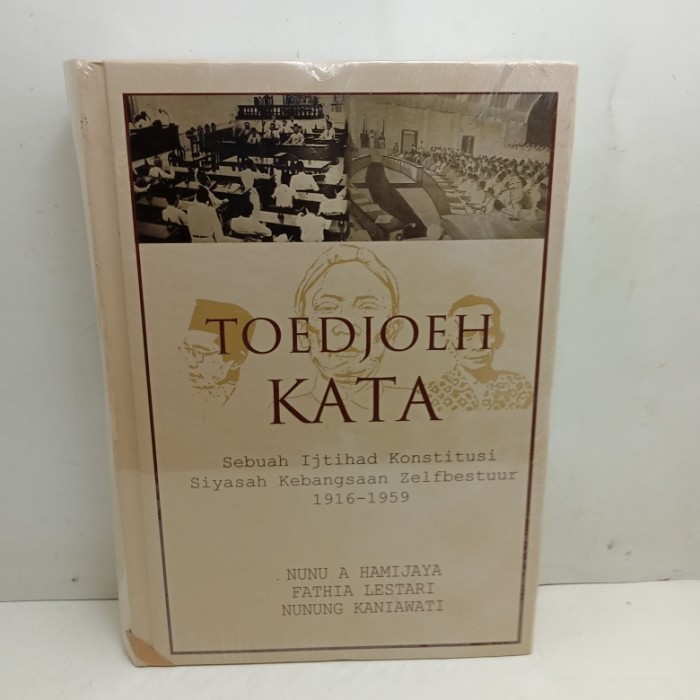 TOEDJOEH
KATA
Sebuah Ijtihad Konstitusi
Siyasah Kebangsaan Zelfbestuur
1916-1959
NUNU A HAMIJAYA
FATHIA LESTARI
NUNUNG KANIAWATI